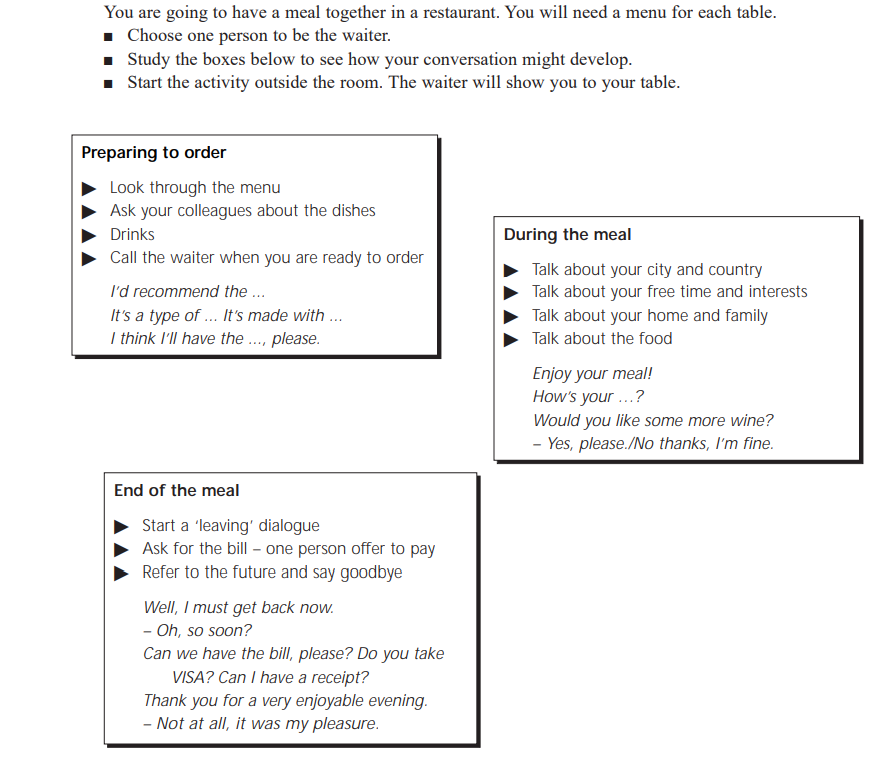 You are going to have a meal together in a restaurant. You will need a menu for each table.
■ Choose one person to be the waiter.
■ Study the boxes below to see how your conversation might develop.
■ Start the activity outside the room. The waiter will show you to your table.
Preparing to order
▶ Look through the menu
▶ Ask your colleagues about the dishes
▶ Drinks
▶ Call the waiter when you are ready to order
I'd recommend the ...
It's a type of ... It's made with ...
I think I'll have the ..., please.
During the meal
▶ Talk about your city and country
▶ Talk about your free time and interests
▶ Talk about your home and family
▶ Talk about the food
Enjoy your meal!
How's your ...?
Would you like some more wine?
– Yes, please./No thanks, I'm fine.
End of the meal
▶ Start a 'leaving' dialogue
▶ Ask for the bill – one person offer to pay
▶ Refer to the future and say goodbye
Well, I must get back now.
– Oh, so soon?
Can we have the bill, please? Do you take
VISA? Can I have a receipt?
Thank you for a very enjoyable evening.
– Not at all, it was my pleasure.